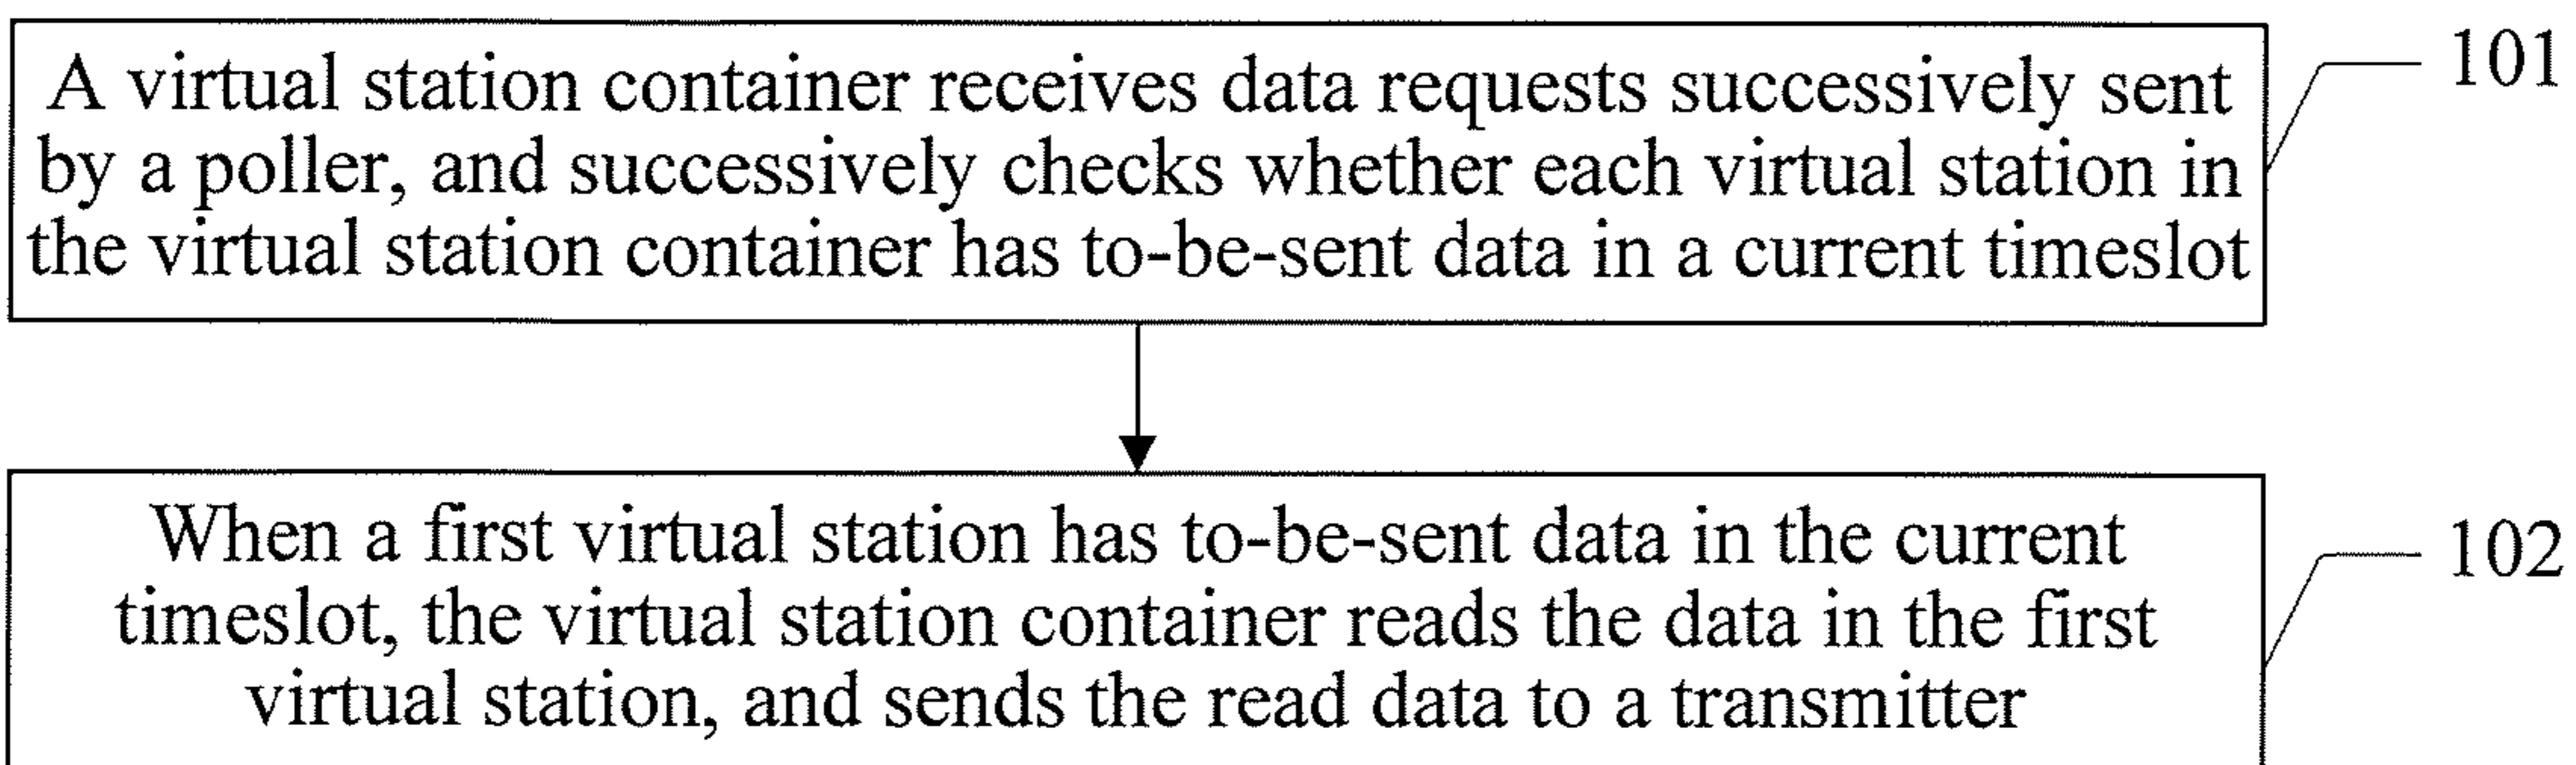 A virtual station container receives data requests successively sent
by a poller, and successively checks whether each virtual station in
the virtual station container has to-be-sent data in a current timeslot
101
When a first virtual station has to-be-sent data in the current
timeslot, the virtual station container reads the data in the first
virtual station, and sends the read data to a transmitter
102